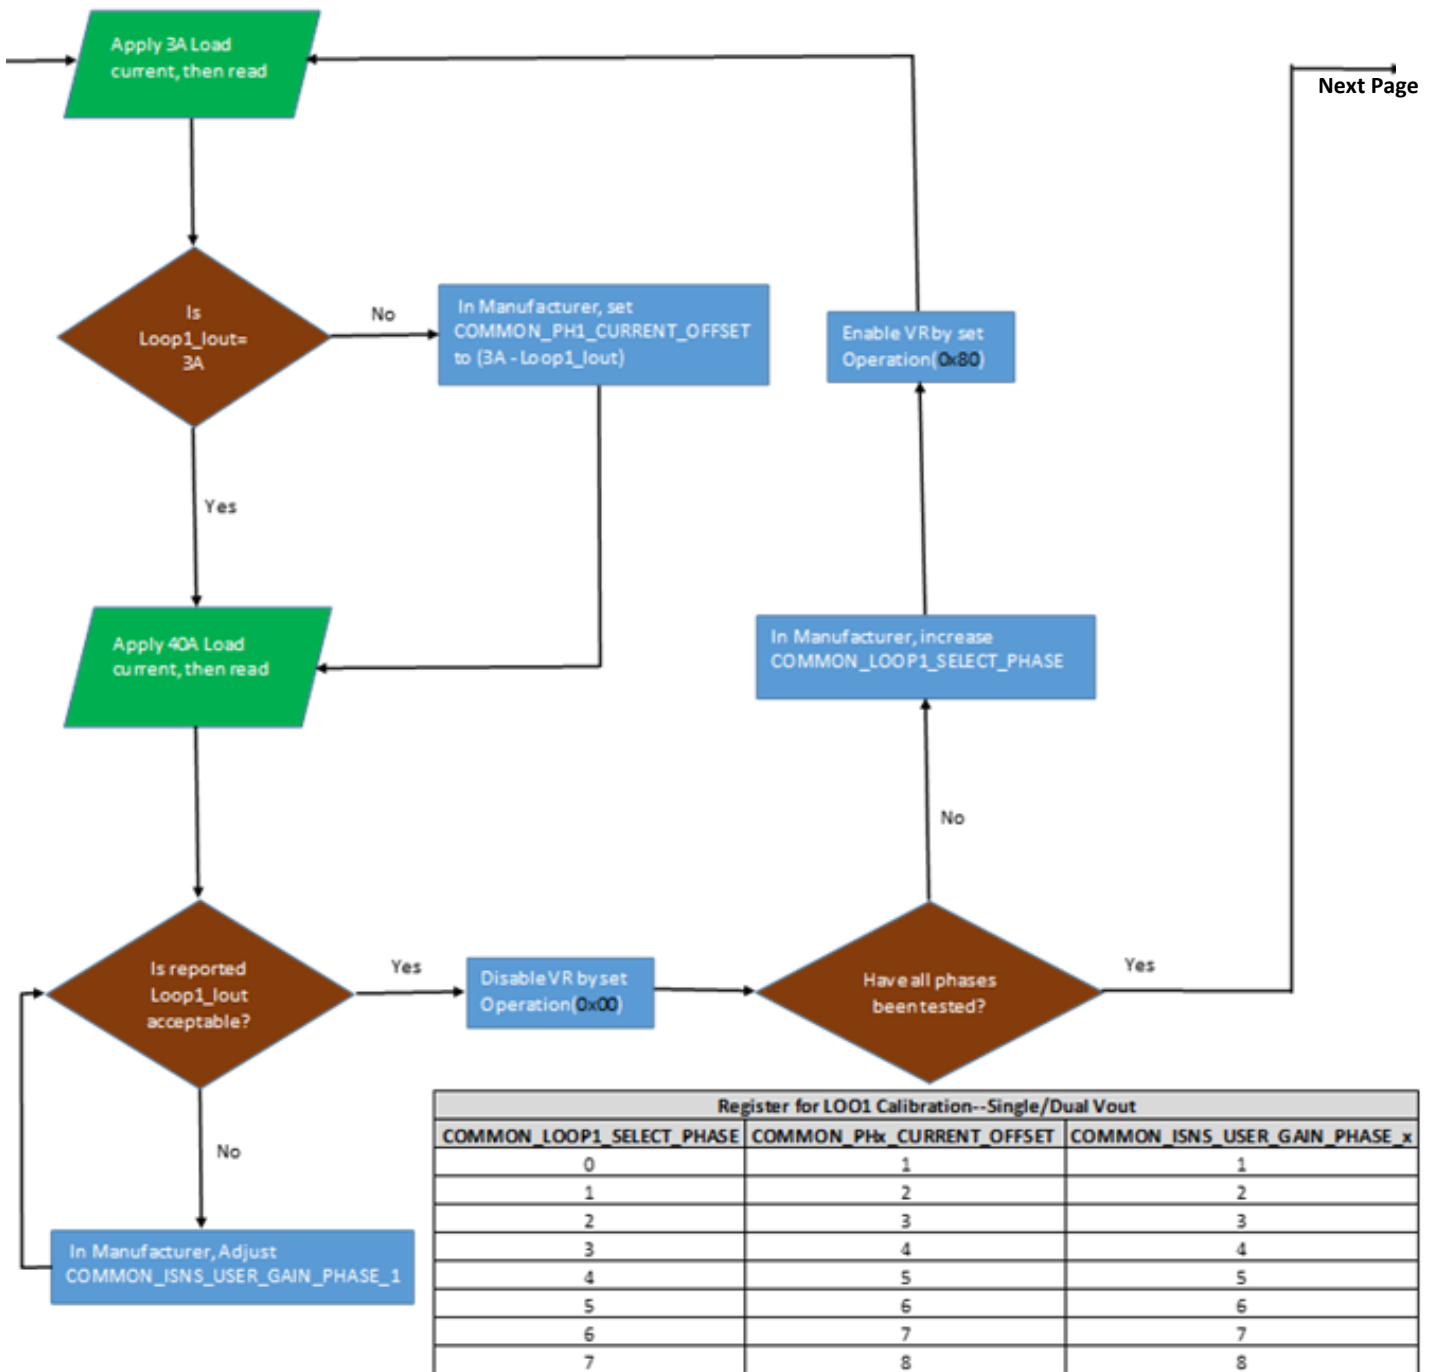 Apply 3A Load
current, then read
Next Page
Is
Loop1_Iout=
3A
No
In Manufacturer, set
COMMON_PH1_CURRENT_OFFSET
to (3A - Loop1_Iout)
Enable VR by set
Operation(0x80)
Yes
Apply 40A Load
current, then read
In Manufacturer, increase
COMMON_LOOP1_SELECT_PHASE
No
Is reported
Loop1_Iout
acceptable?
Yes
Disable VR by set
Operation(0x00)
Have all phases
been tested?
Yes
No
In Manufacturer, Adjust
COMMON_ISNS_USER_GAIN_PHASE_1
Register for LOO1 Calibration--Single/Dual Vout
COMMON_LOOP1_SELECT_PHASE COMMON_PHx_CURRENT_OFFSET COMMON_ISNS_USER_GAIN_PHASE_x
0 1 1
1 2 2
2 3 3
3 4 4
4 5 5
5 6 6
6 7 7
7 8 8